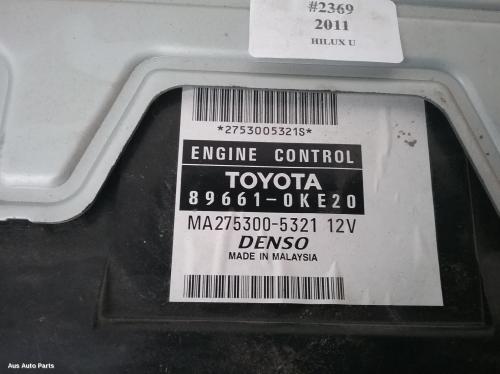 #2369
2011
HILUX U
*2753005321S*
ENGINE CONTROL
TOYOTA
89661-0KE20
MA275300-5321 12V
DENSO
MADE IN MALAYSIA
Aus Auto Parts